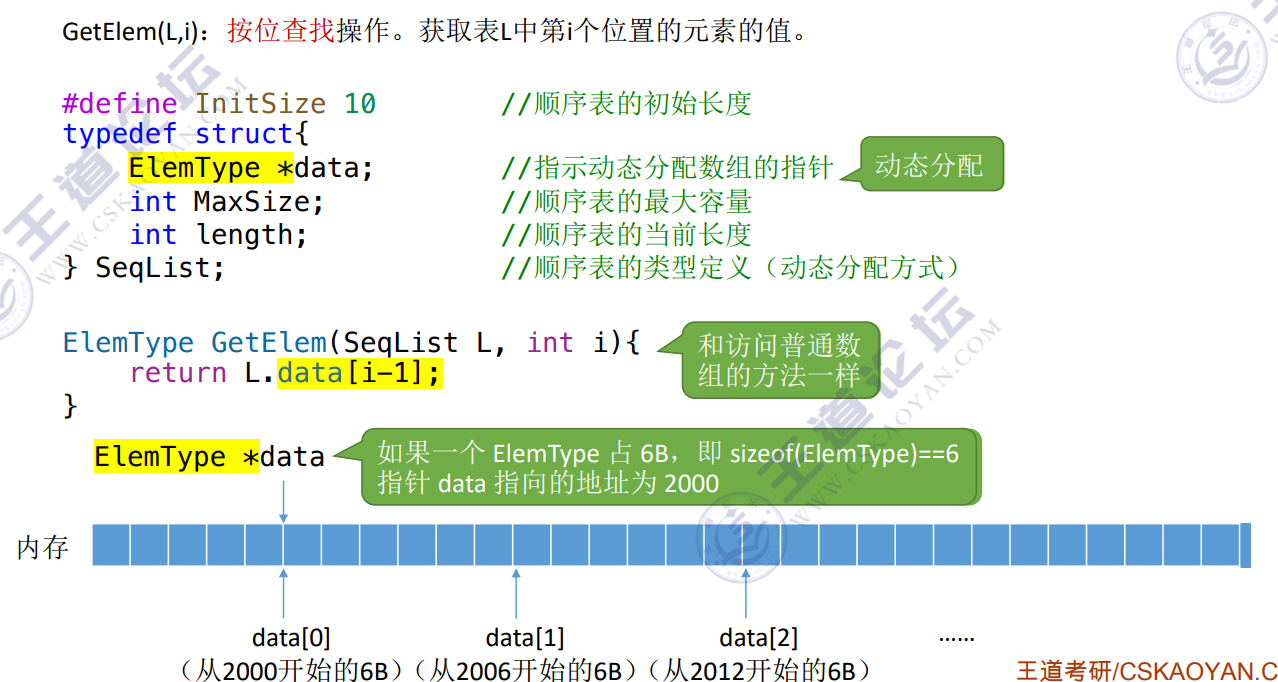 GetElem(L,i)：按位查找操作。获取表L中第i个位置的元素的值。
#define InitSize 10 //顺序表的初始长度
typedef struct{
ElemType *data; //指示动态分配数组的指针
动态分配
int MaxSize; //顺序表的最大容量
int length; //顺序表的当前长度
} SeqList; //顺序表的类型定义（动态分配方式）
ElemType GetElem(SeqList L, int i){
和访问普通数
组的方法一样
return L.data[i-1];
}
ElemType *data
如果一个 ElemType 占 6B，即 sizeof(ElemType)==6
指针 data 指向的地址为 2000
内存
data[0] data[1] data[2] ......
（从2000开始的6B）（从2006开始的6B）（从2012开始的6B）
王道考研/CSKAOYAN.C
王道论坛
WWW.CSKAOYAN.COM
王道论坛
WWW.CSKAOYAN.COM